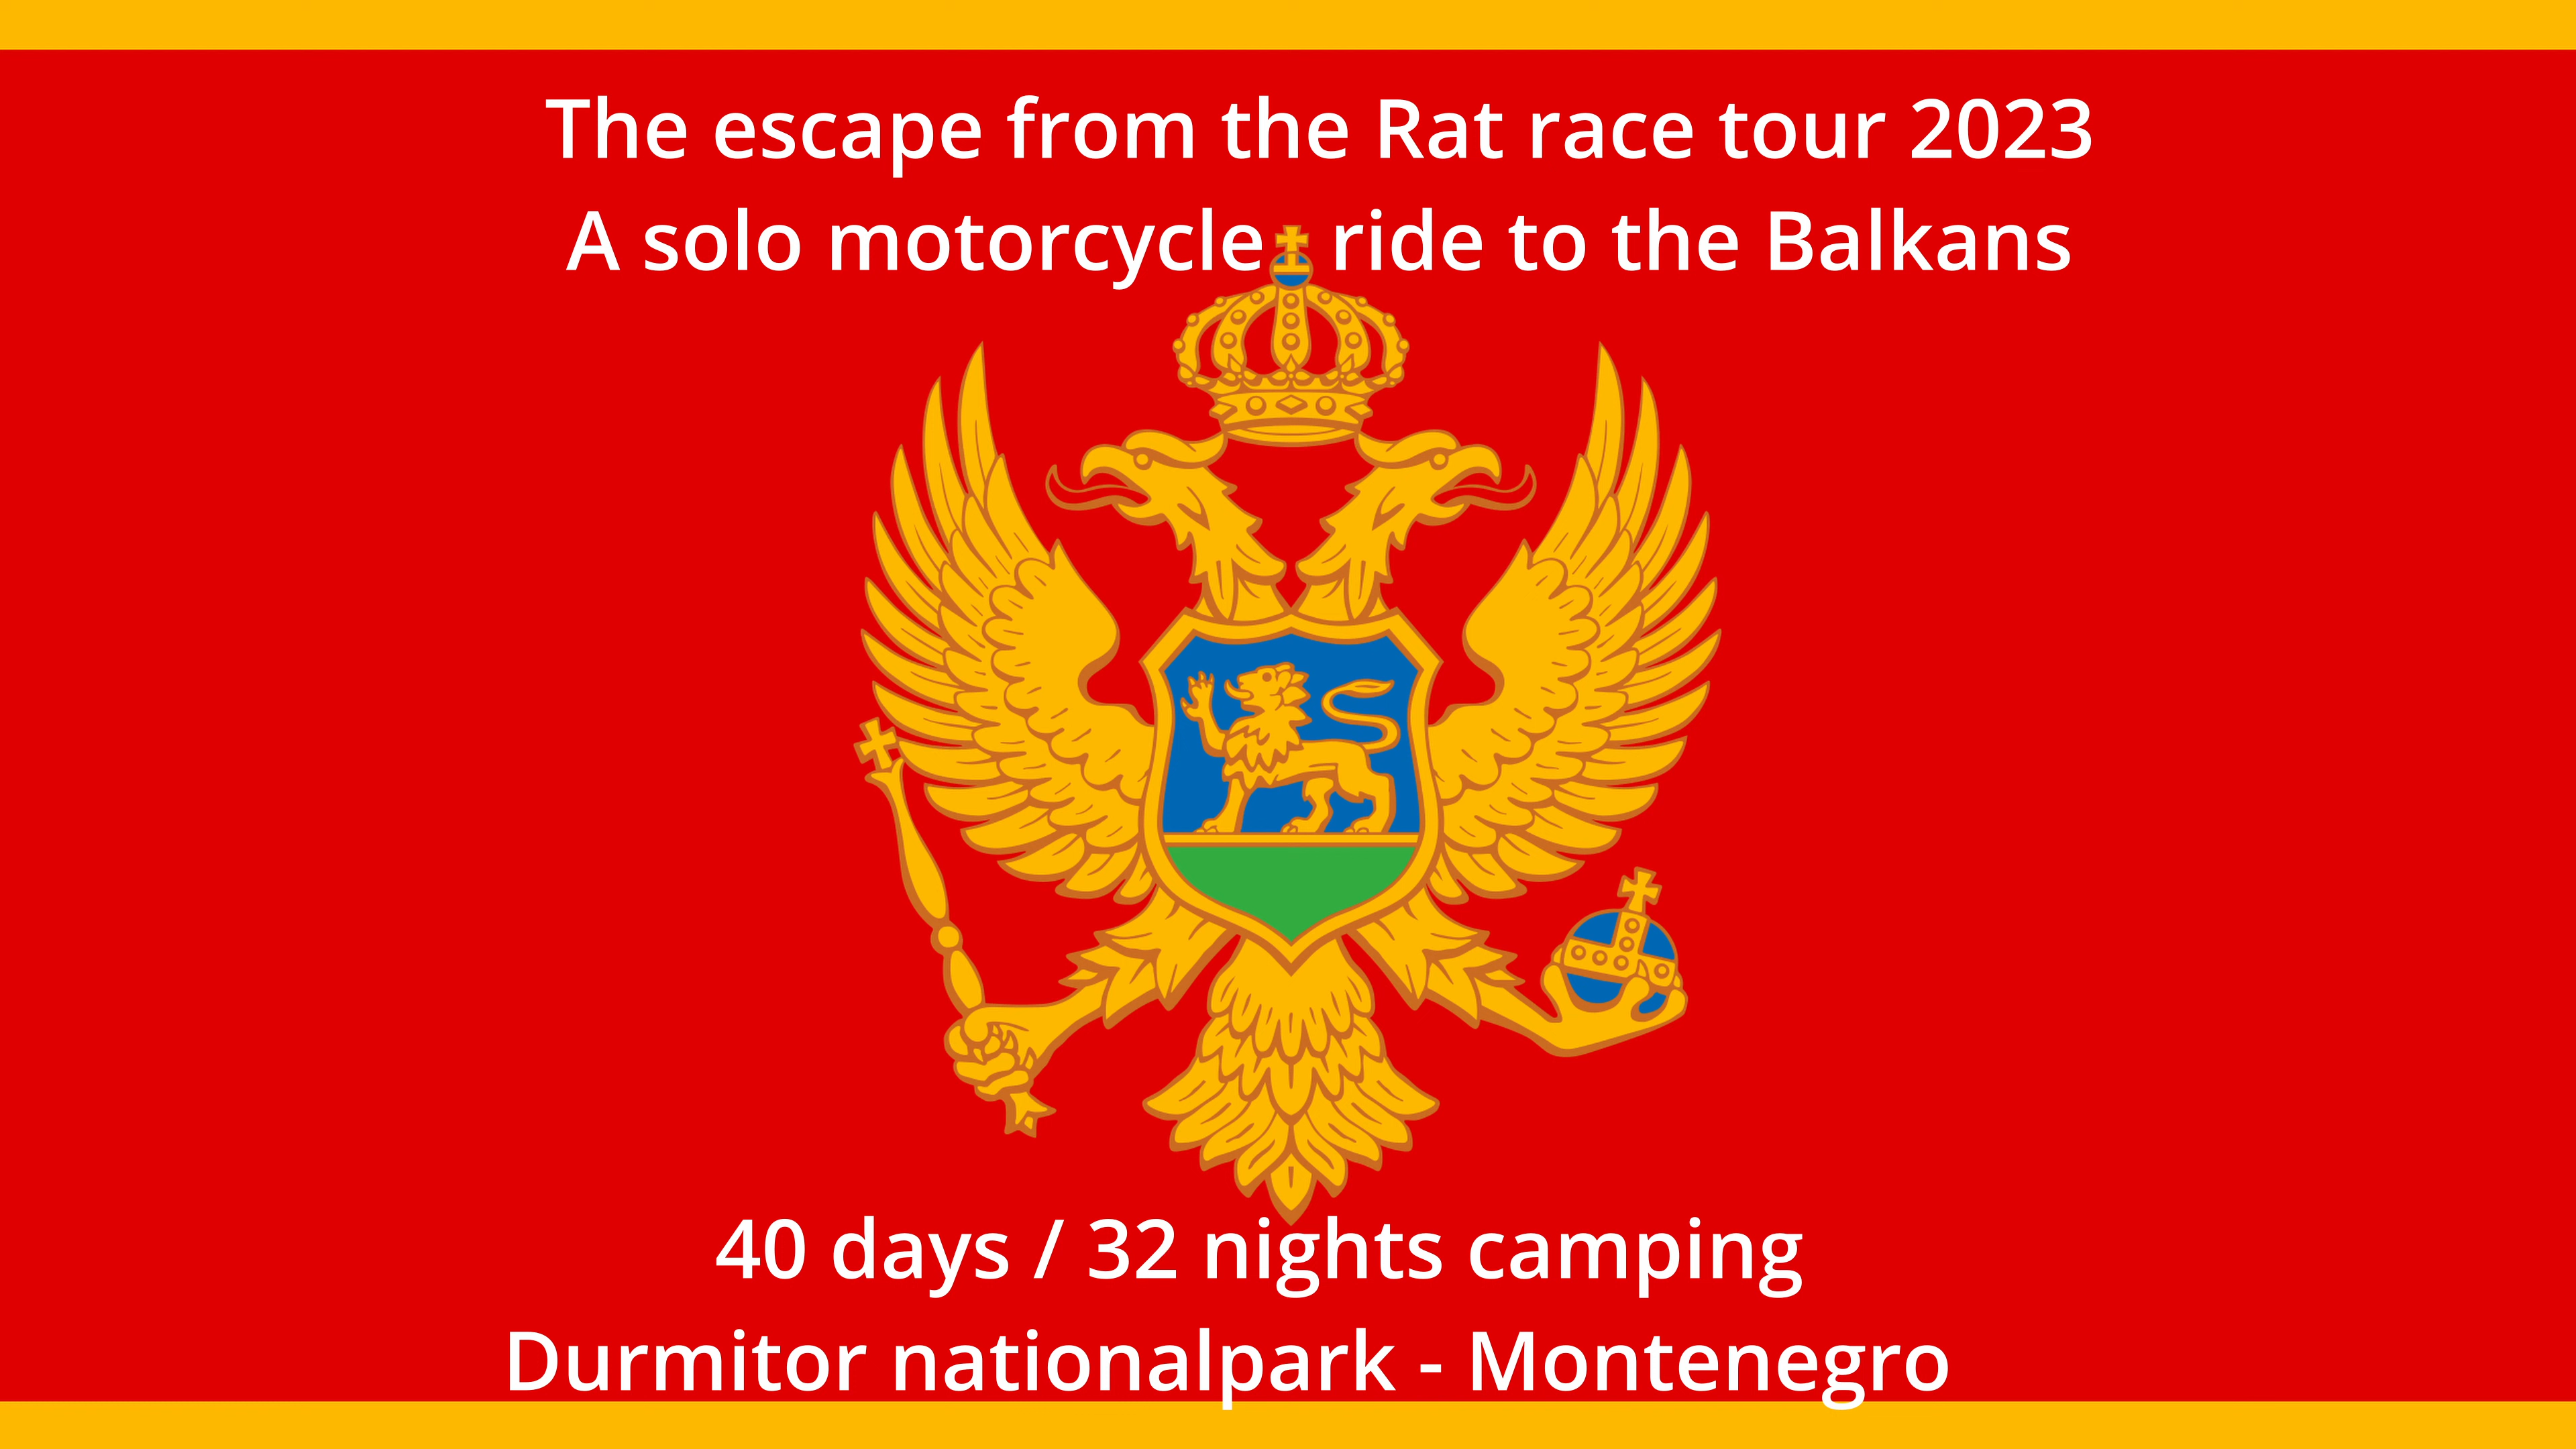 The escape from the Rat race tour 2023
A solo motorcycle ride to the Balkans
40 days / 32 nights camping
Durmitor nationalpark - Montenegro